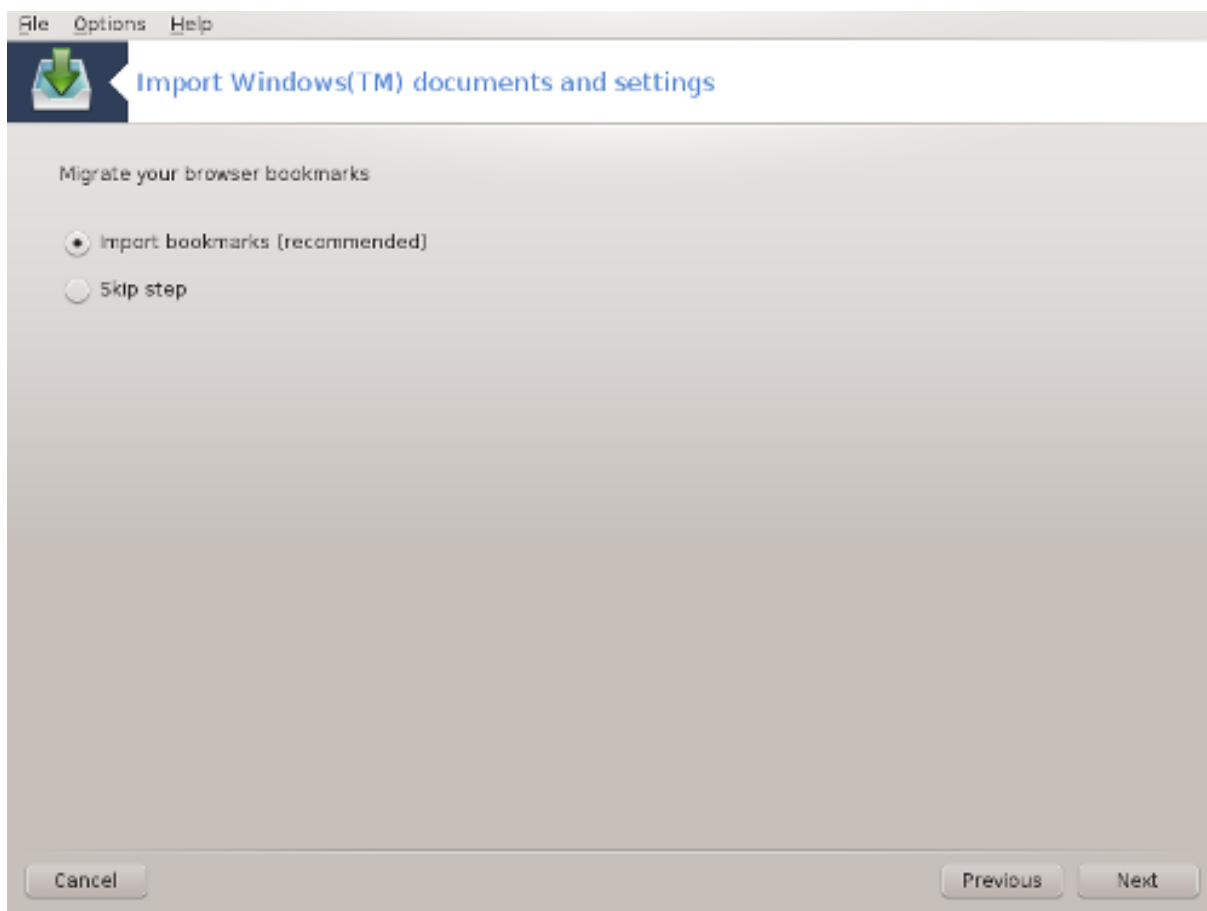 File Options Help
Import Windows(TM) documents and settings
Migrate your browser bookmarks
Import bookmarks (recommended)
Skip step
Cancel Previous Next